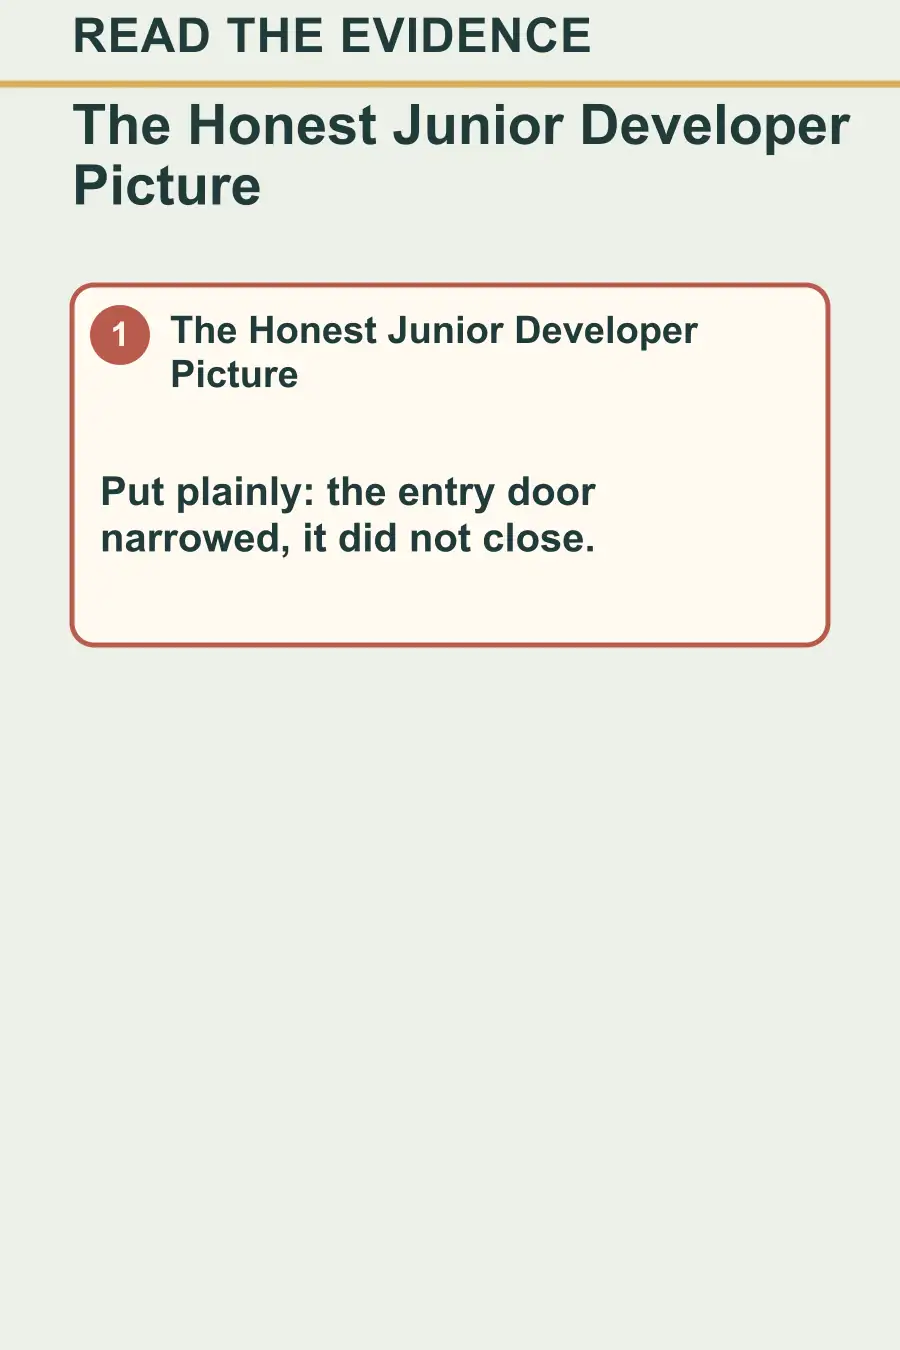 READ THE EVIDENCE
The Honest Junior Developer
Picture
1
The Honest Junior Developer
Picture
Put plainly: the entry door
narrowed, it did not close.